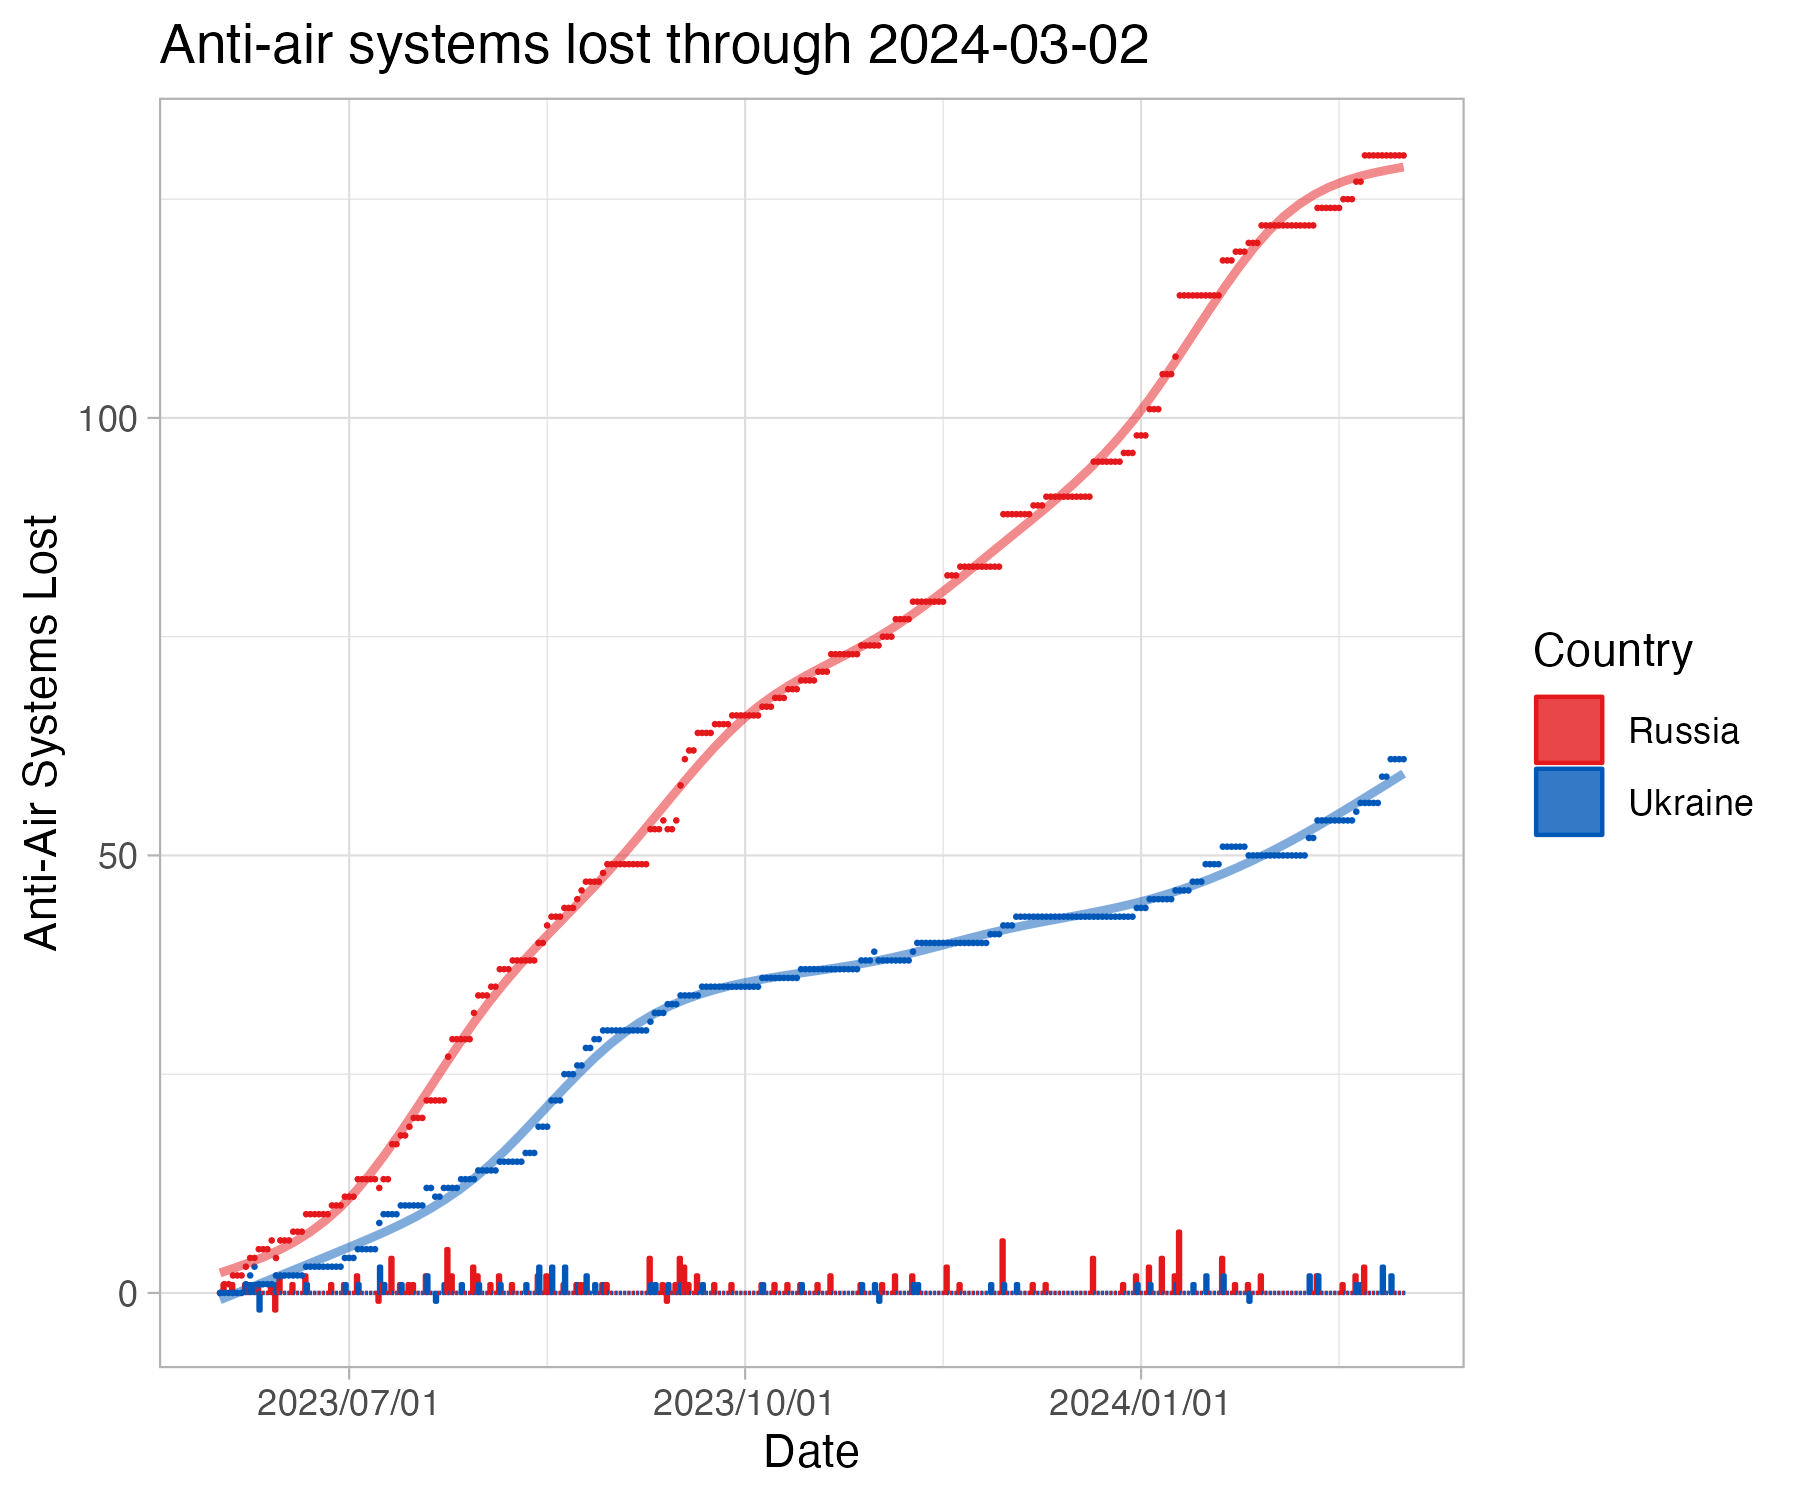 Anti-air systems lost through 2024-03-02
Anti-Air Systems Lost
100
50
0
2023/07/01
2023/10/01
2024/01/01
Date
Country
Russia
Ukraine